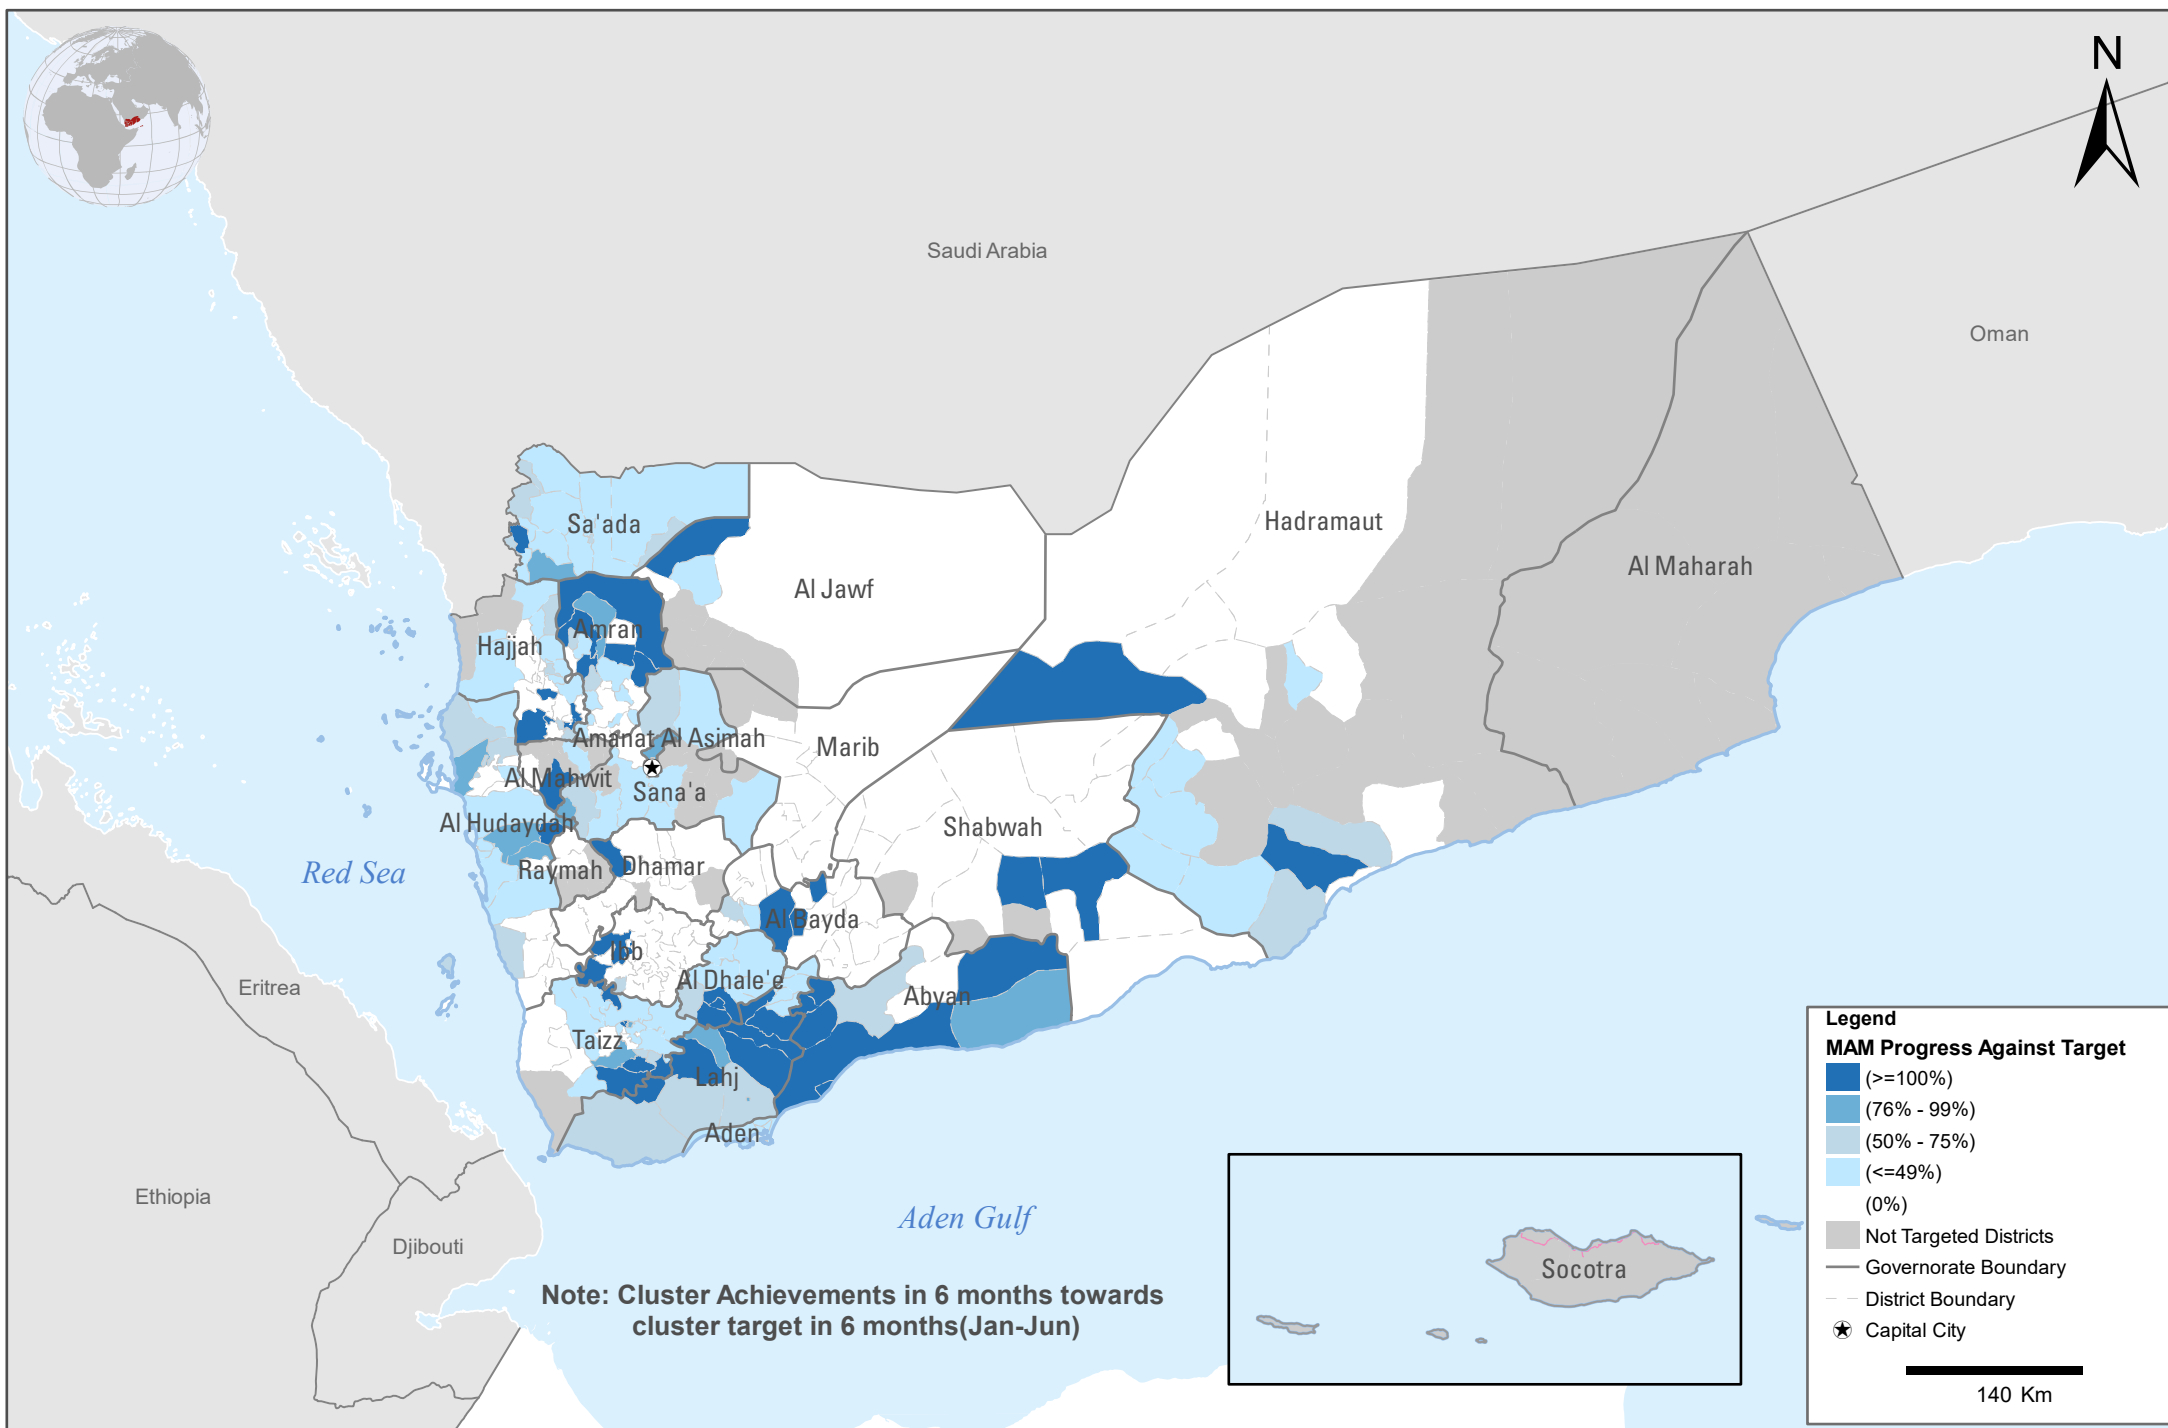 N
Saudi Arabia
Oman
Hadramaut
Sa'ada
Al Maharah
Al Jawf
Amran
Hajjah
Amanat Al Asimah
Marib
Al Mahwit
Sana'a
Al Hudaydah
Shabwah
Red Sea
Raymah
Dhamar
Al Bayda
Ibb
Al Dhale'e
Eritrea
Abyan
Taizz
Lahj
Aden
Ethiopia
Aden Gulf
Djibouti
Socotra
Note: Cluster Achievements in 6 months towards
cluster target in 6 months(Jan-Jun)
Legend
MAM Progress Against Target
(>=100%)
(76% - 99%)
(50% - 75%)
(<=49%)
(0%)
Not Targeted Districts
Governorate Boundary
District Boundary
Capital City
140 Km